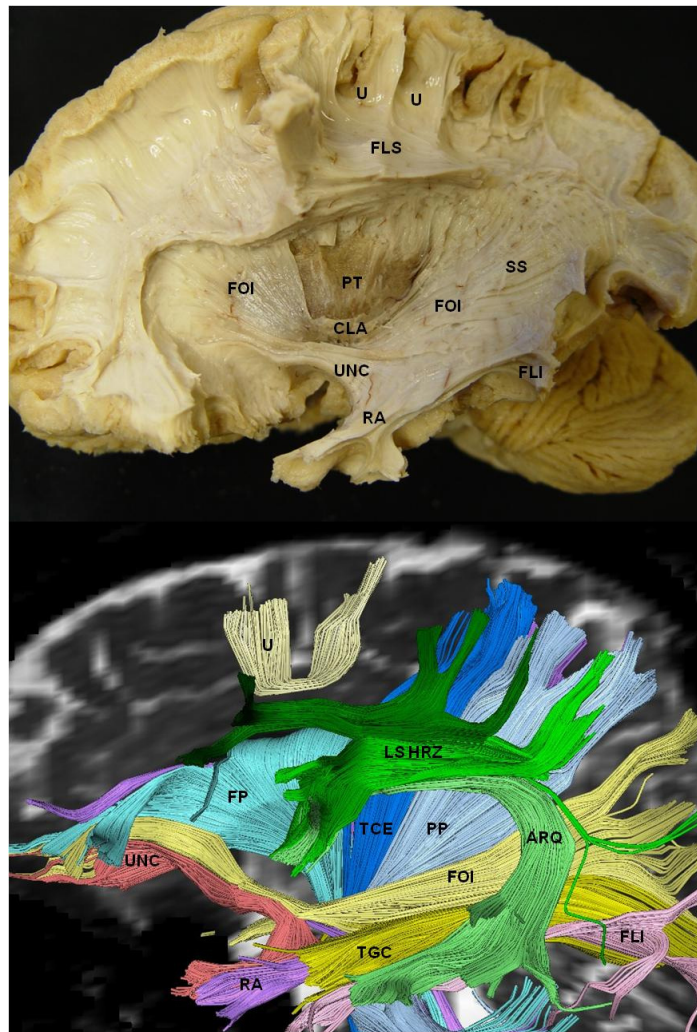 U
U
FLS
FOI
PT
SS
FOI
CLA
UNC
FLI
RA
U
LS HRZ
FP
TCE
PP
ARQ
UNC
FOI
FLI
TGC
RA